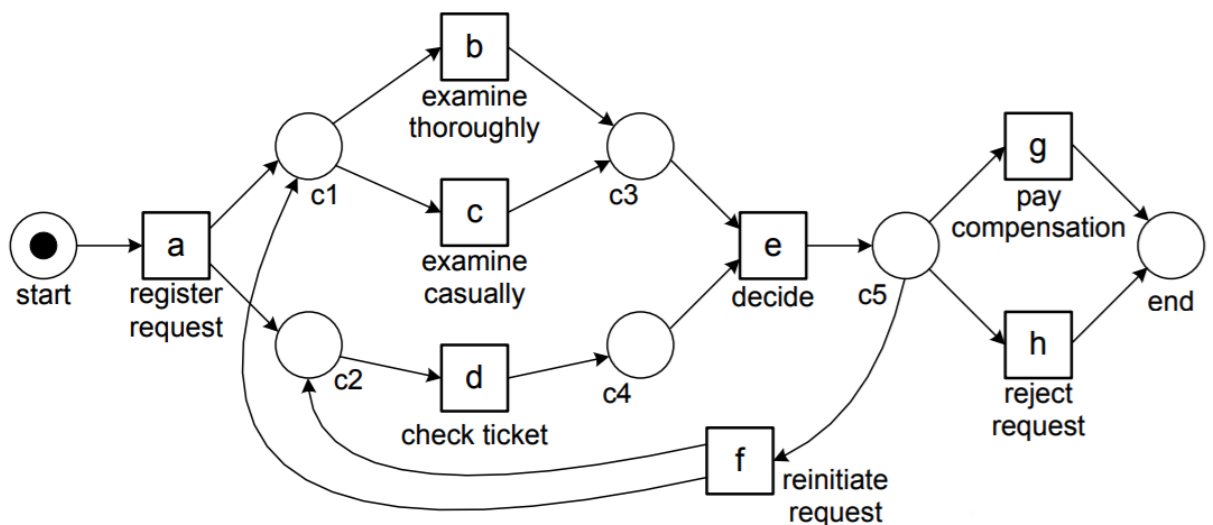 b
examine
thoroughly
c1
c
examine
casually
c3
start
a
register
request
c2
d
check ticket
c4
e
decide
c5
g
pay
compensation
end
h
reject
request
f
reinitiate
request